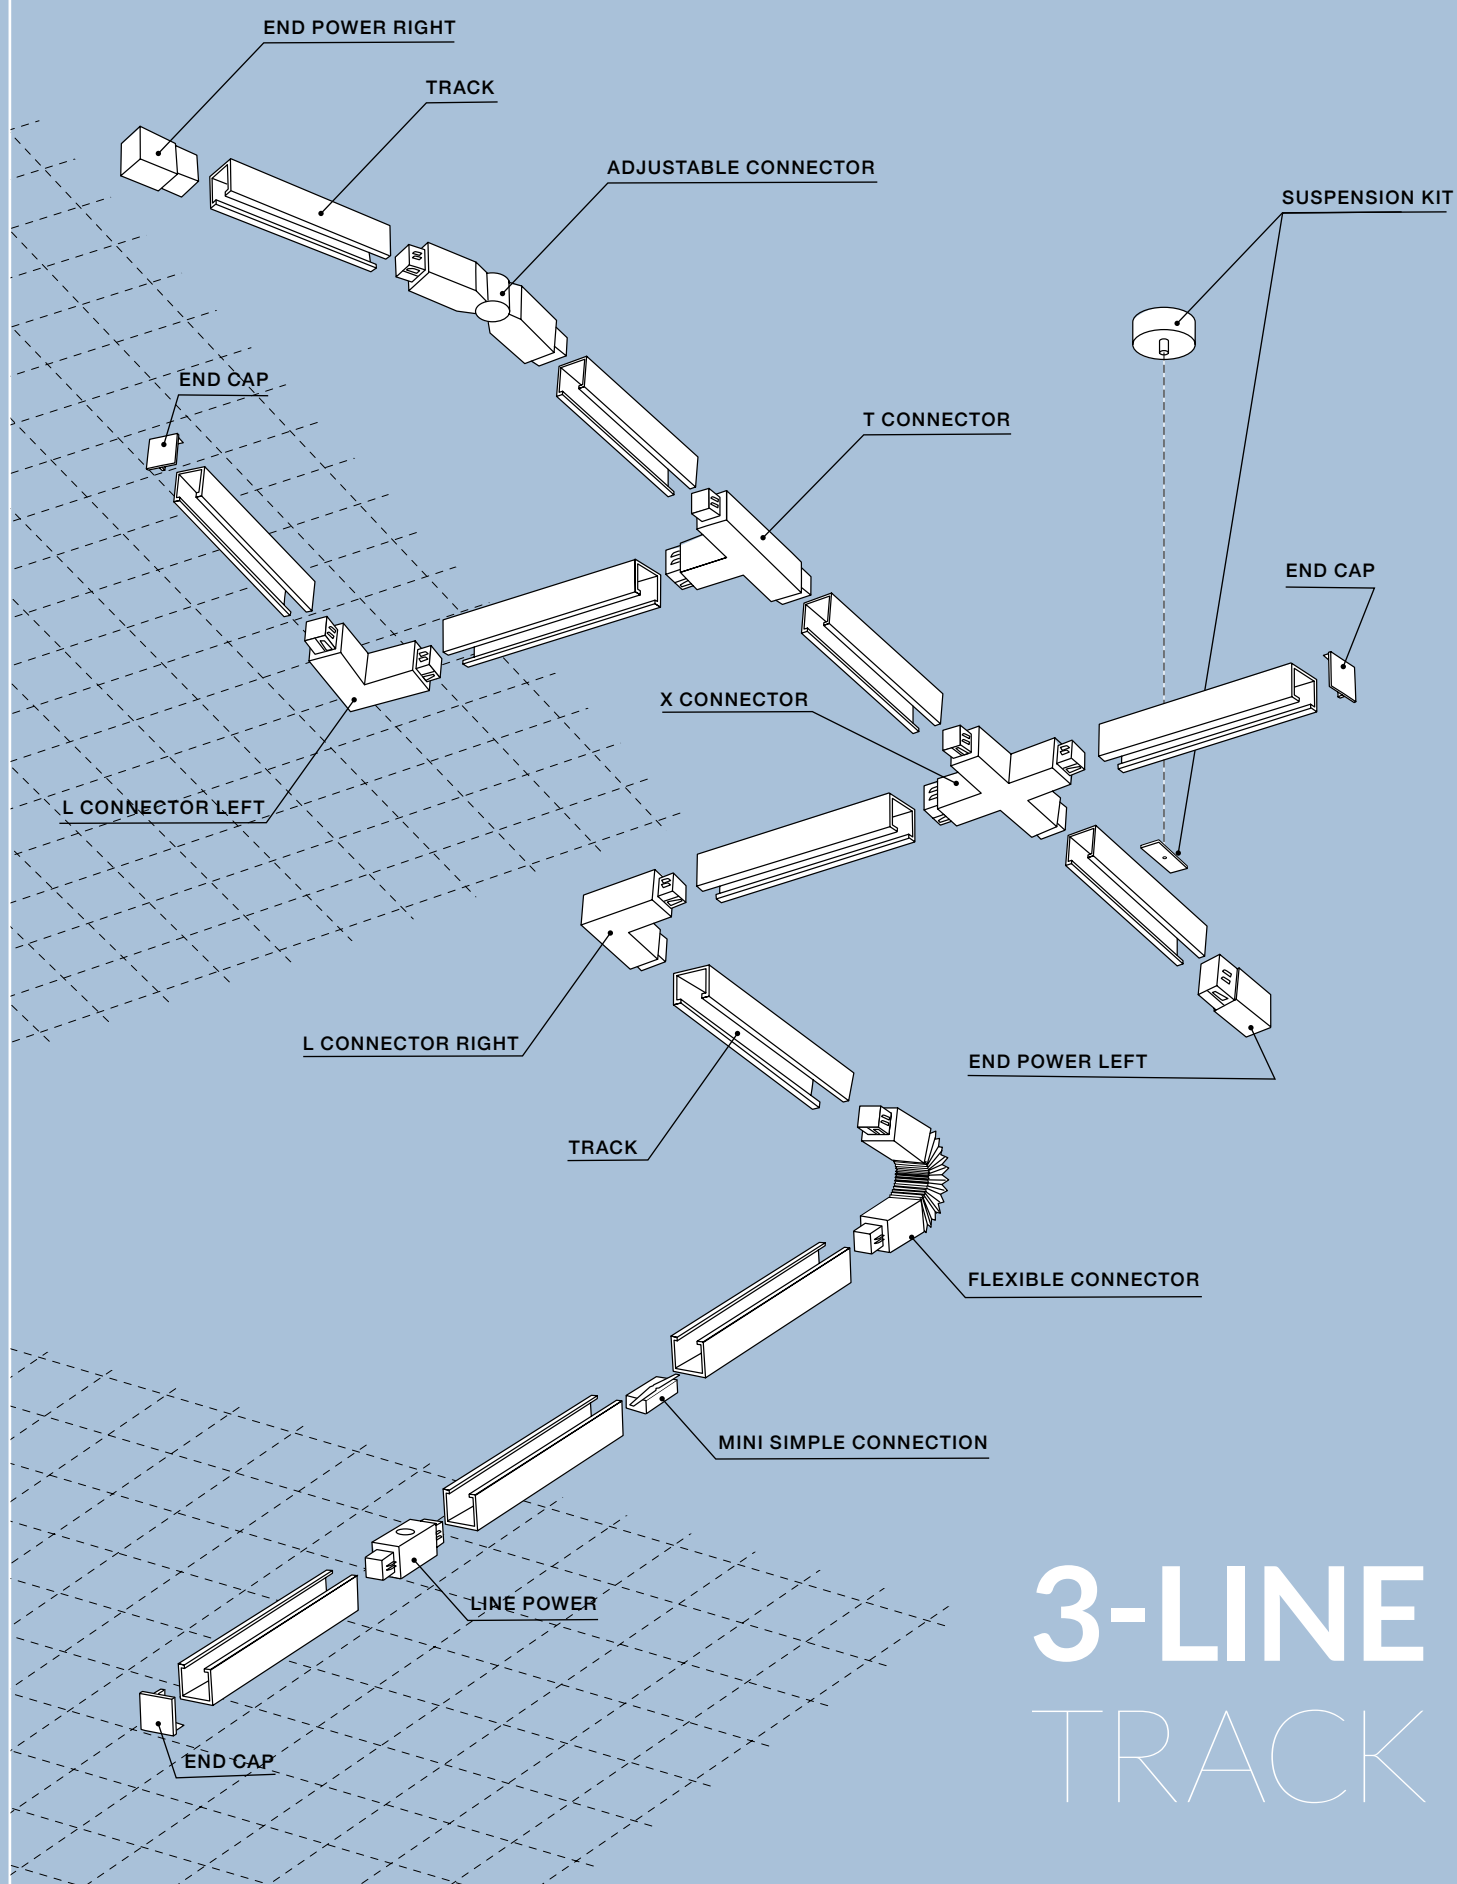 END POWER RIGHT
TRACK
ADJUSTABLE CONNECTOR
SUSPENSION KIT
END CAP
T CONNECTOR
END CAP
X CONNECTOR
L CONNECTOR LEFT
L CONNECTOR RIGHT
END POWER LEFT
TRACK
FLEXIBLE CONNECTOR
MINI SIMPLE CONNECTION
LINE POWER
END CAP
3-LINE
TRACK